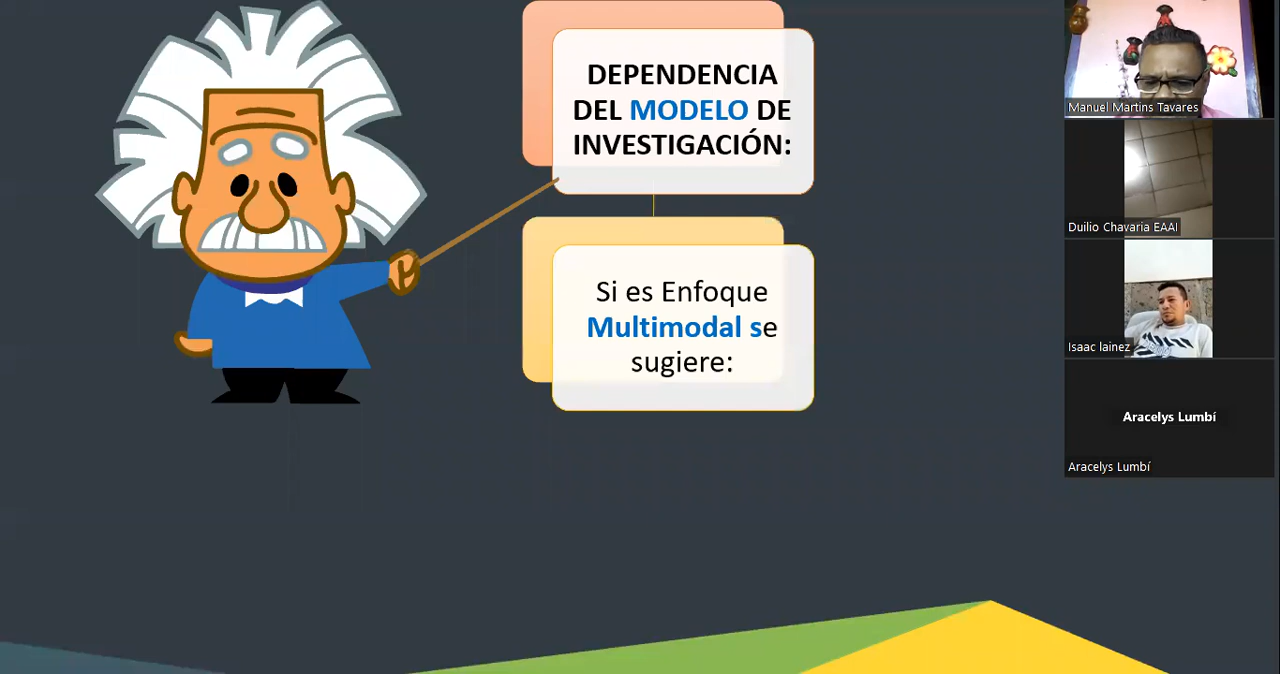 DEPENDENCIA
DEL MODELO DE
INVESTIGACIÓN:
Si es Enfoque
Multimodal se
sugiere:
Manuel Martins Tavares
Duilio Chavaria EAAI
Isaac lainez
Aracelys Lumbí
Aracelys Lumbí